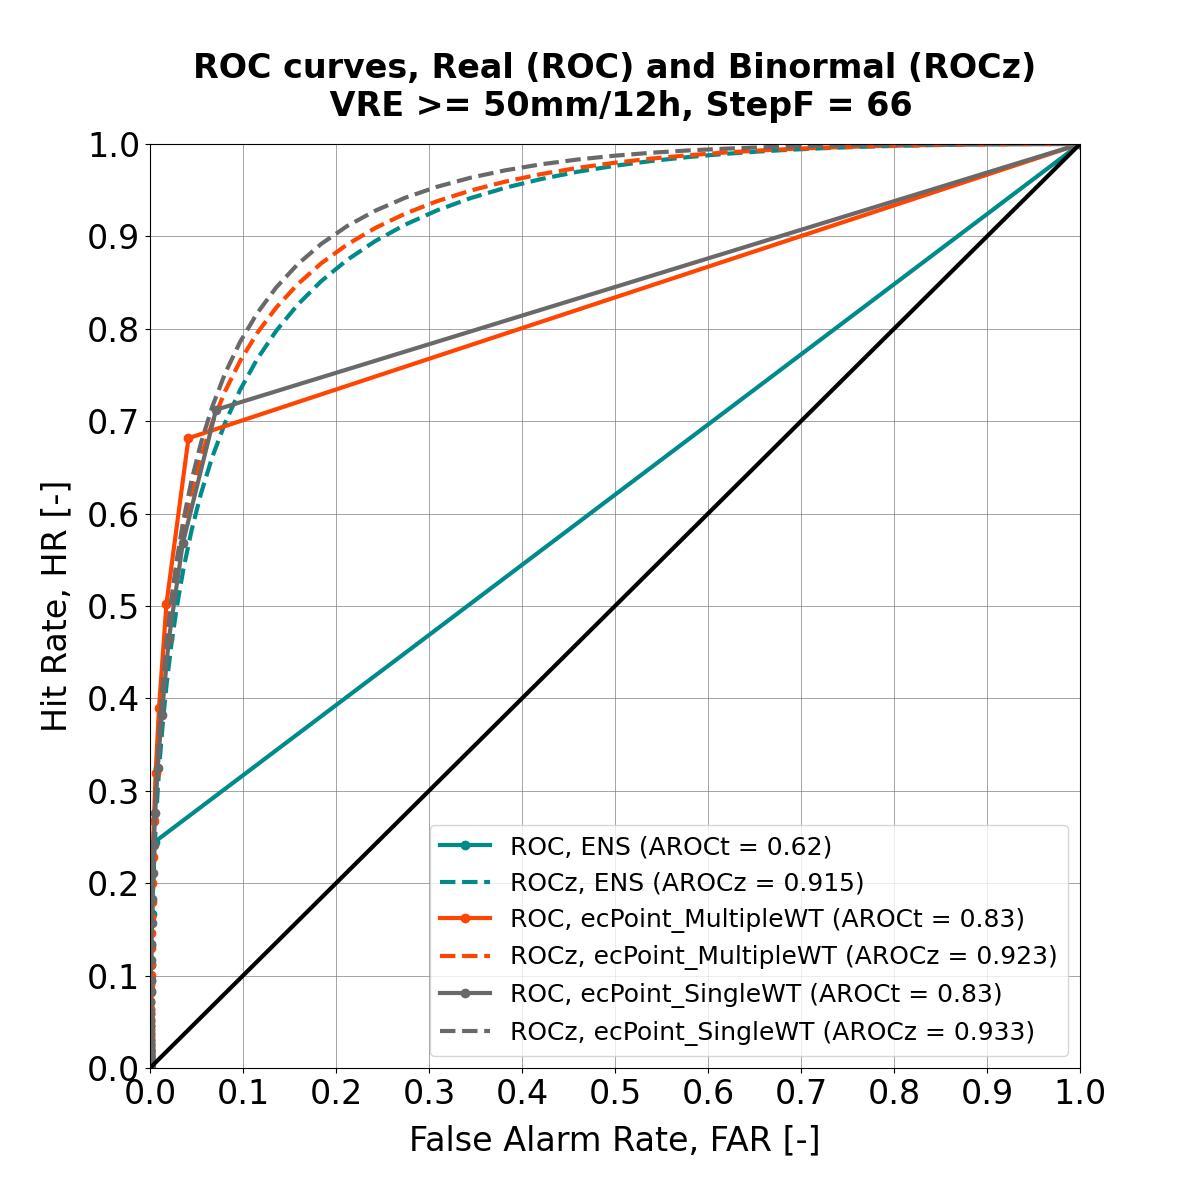 ROC curves, Real (ROC) and Binormal (ROCz)
VRE >= 50mm/12h, StepF = 66
1.0
0.9
0.8
0.7
0.6
0.5
0.4
0.3
0.2
0.1
0.0
Hit Rate, HR [-]
ROC, ENS (AROCt = 0.62)
ROCz, ENS (AROCz = 0.915)
ROC, ecPoint_MultipleWT (AROCt = 0.83)
ROCz, ecPoint_MultipleWT (AROCz = 0.923)
ROC, ecPoint_SingleWT (AROCt = 0.83)
ROCz, ecPoint_SingleWT (AROCz = 0.933)
0.0 0.1 0.2 0.3 0.4 0.5 0.6 0.7 0.8 0.9 1.0
False Alarm Rate, FAR [-]